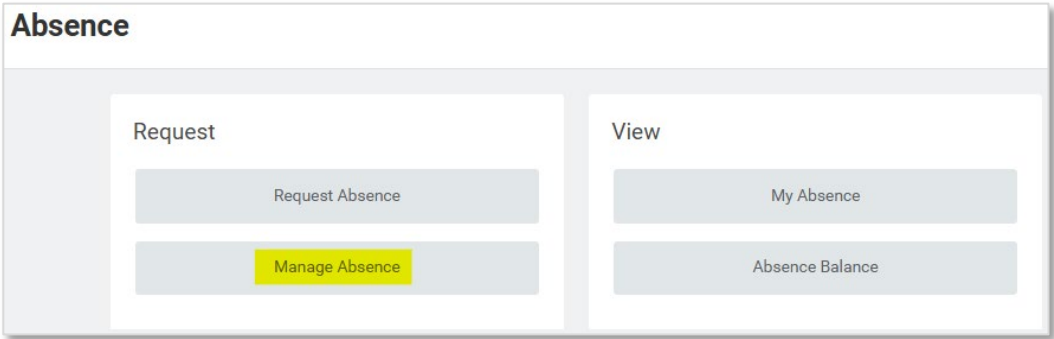 Absence
Request
Request Absence
Manage Absence
View
My Absence
Absence Balance